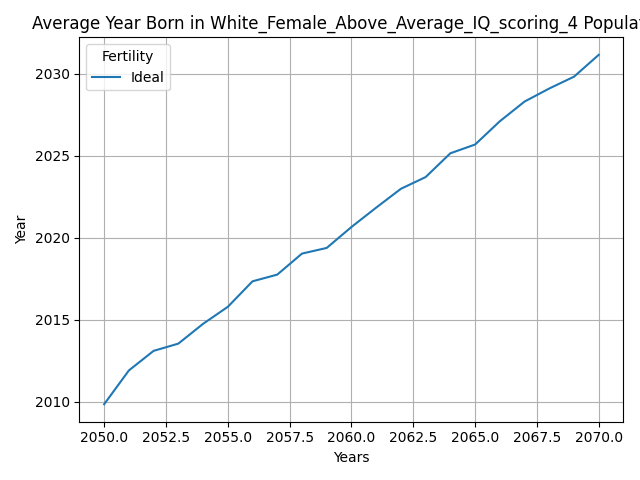 Average Year Born in White_Female_Above_Average_IQ_scoring_4 Populat
Fertility
Ideal
Year
2030
2025
2020
2015
2010
2050.0 2052.5 2055.0 2057.5 2060.0 2062.5 2065.0 2067.5 2070.0
Years